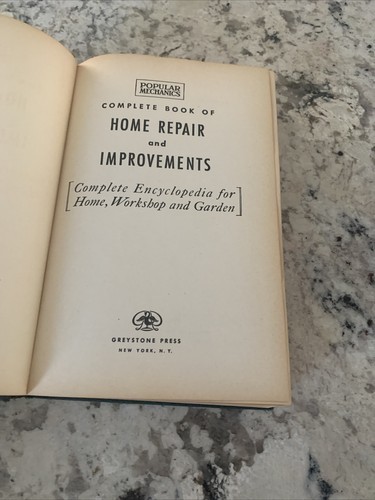 POPULAR
MECHANICS
COMPLETE BOOK OF
HOME REPAIR
and
IMPROVEMENTS
[Complete Encyclopedia for
Home, Workshop and Garden]
GREYSTONE PRESS
NEW YORK, N. Y.